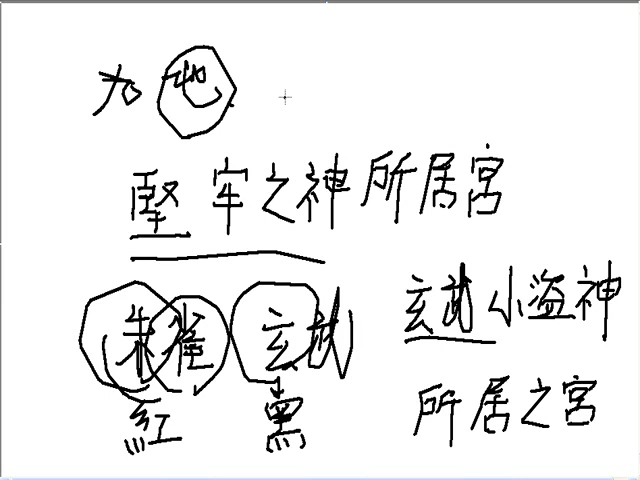 九地
堅牢之神所居宮
朱雀 玄武
紅 黑
玄武小盜神
所居之宮